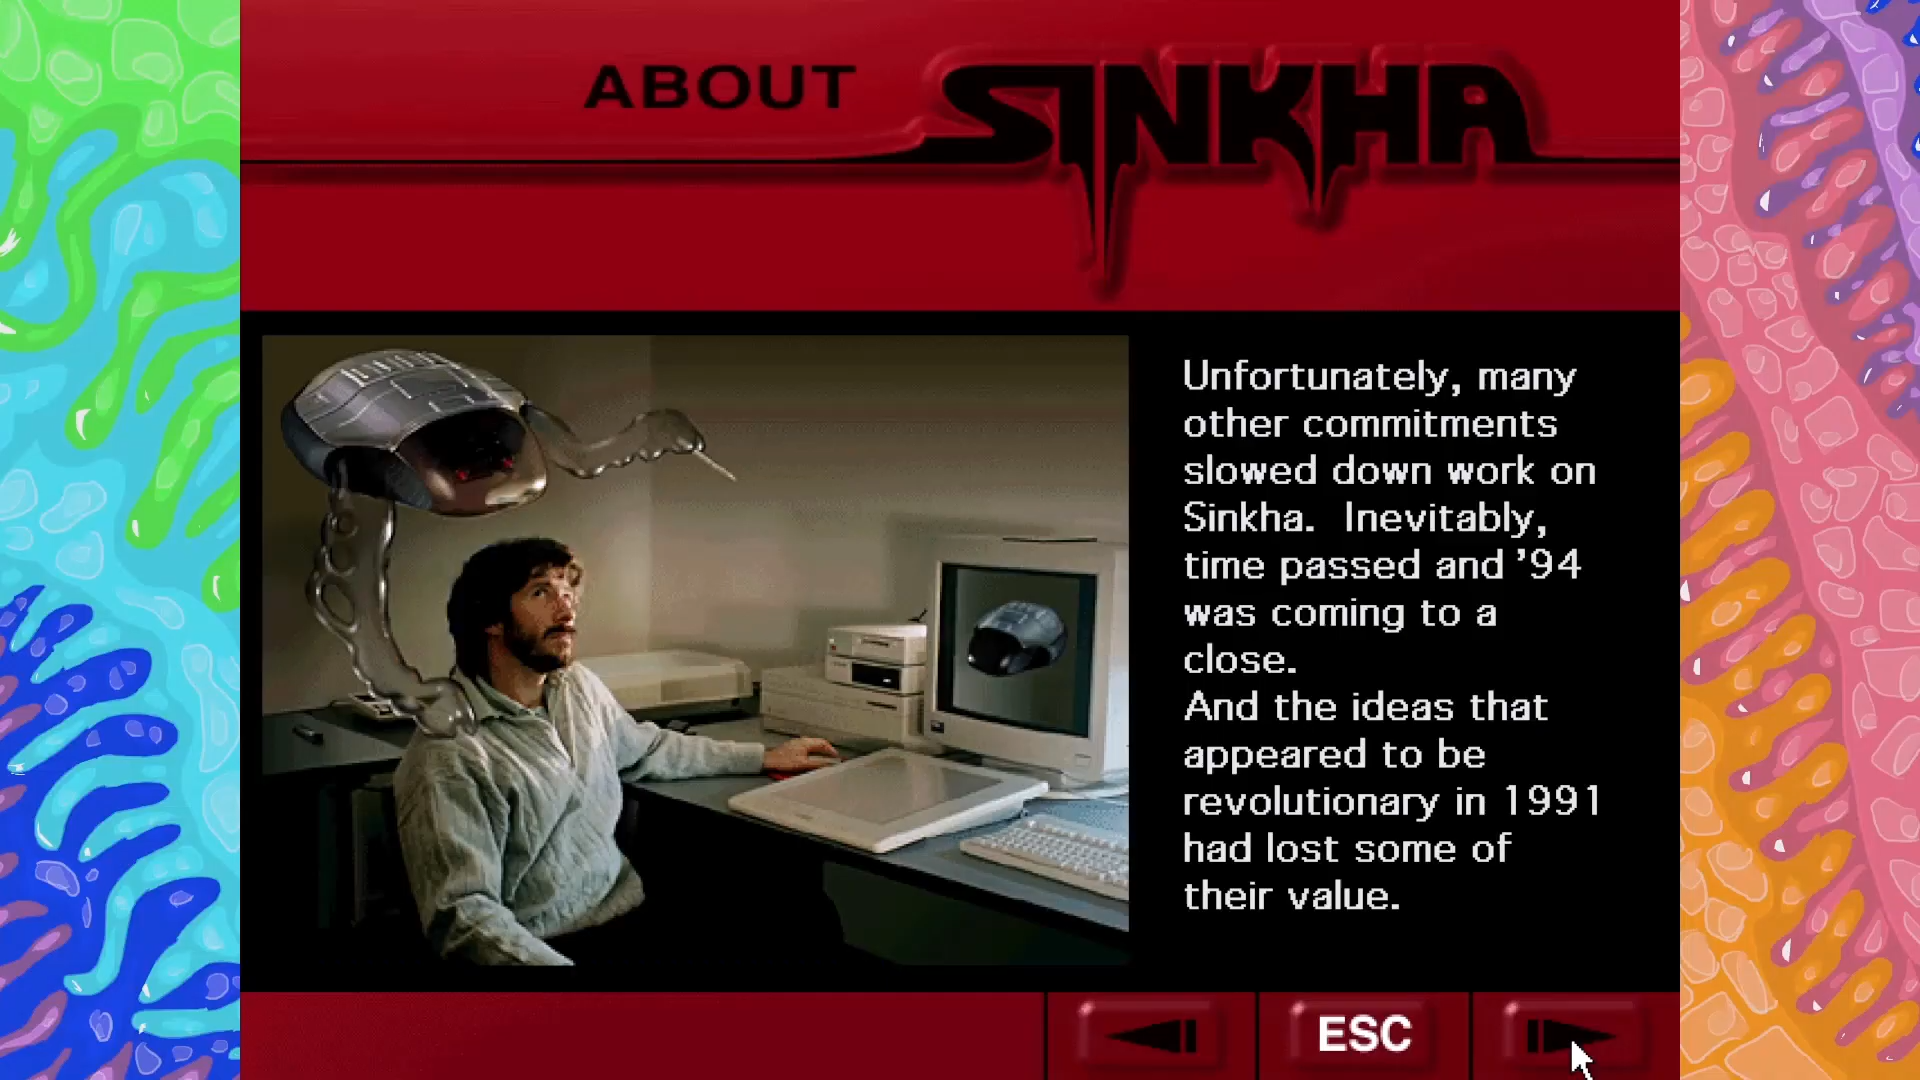 ABOUT SINKHA
Unfortunately, many
other commitments
slowed down work on
Sinkha. Inevitably,
time passed and '94
was coming to a
close.
And the ideas that
appeared to be
revolutionary in 1991
had lost some of
their value.
ESC